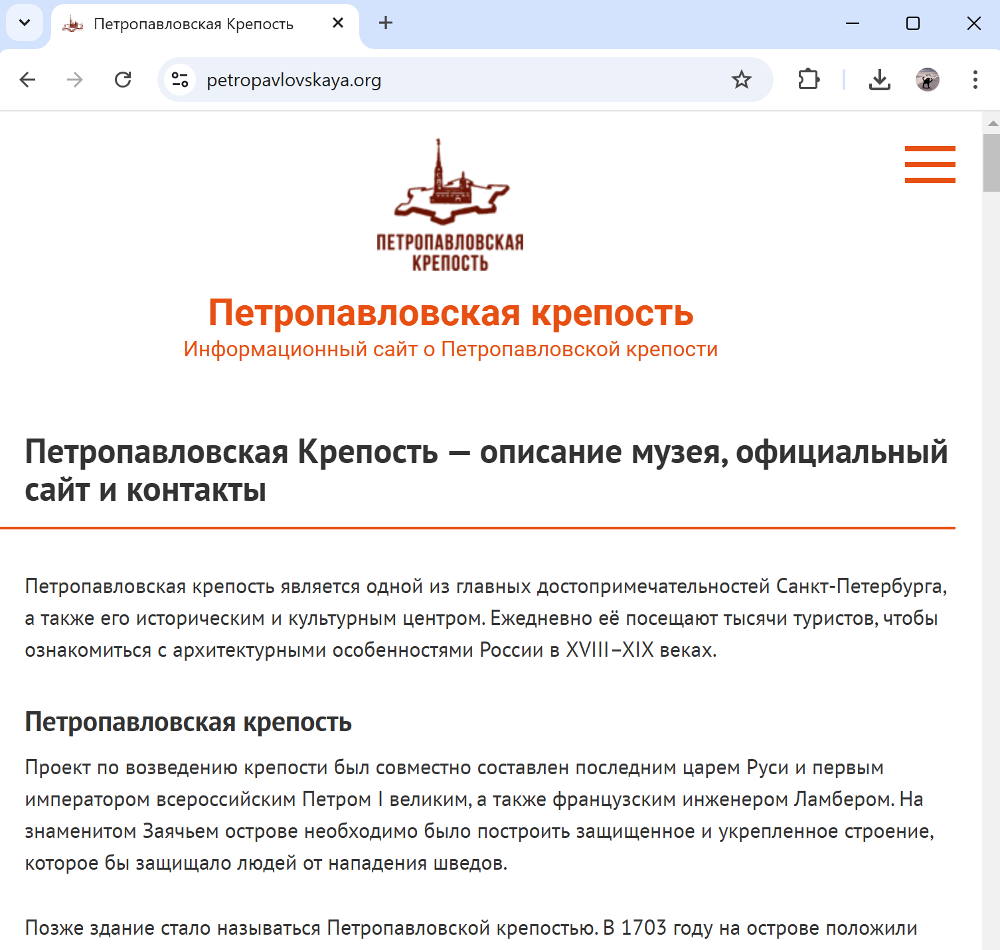 Петропавловская Крепость
petropavlovskaya.org
ПЕТРОПАВЛОВСКАЯ
КРЕПОСТЬ
Петропавловская крепость
Информационный сайт о Петропавловской крепости
Петропавловская Крепость — описание музея, официальный
сайт и контакты
Петропавловская крепость является одной из главных достопримечательностей Санкт-Петербурга,
а также его историческим и культурным центром. Ежедневно её посещают тысячи туристов, чтобы
ознакомиться с архитектурными особенностями России в XVIII–XIX веках.
Петропавловская крепость
Проект по возведению крепости был совместно составлен последним царем Руси и первым
императором всероссийским Петром I великим, а также французским инженером Ламбером. На
знаменитом Заячьем острове необходимо было построить защищенное и укрепленное строение,
которое бы защищало людей от нападения шведов.
Позже здание стало называться Петропавловской крепостью. В 1703 году на острове положили